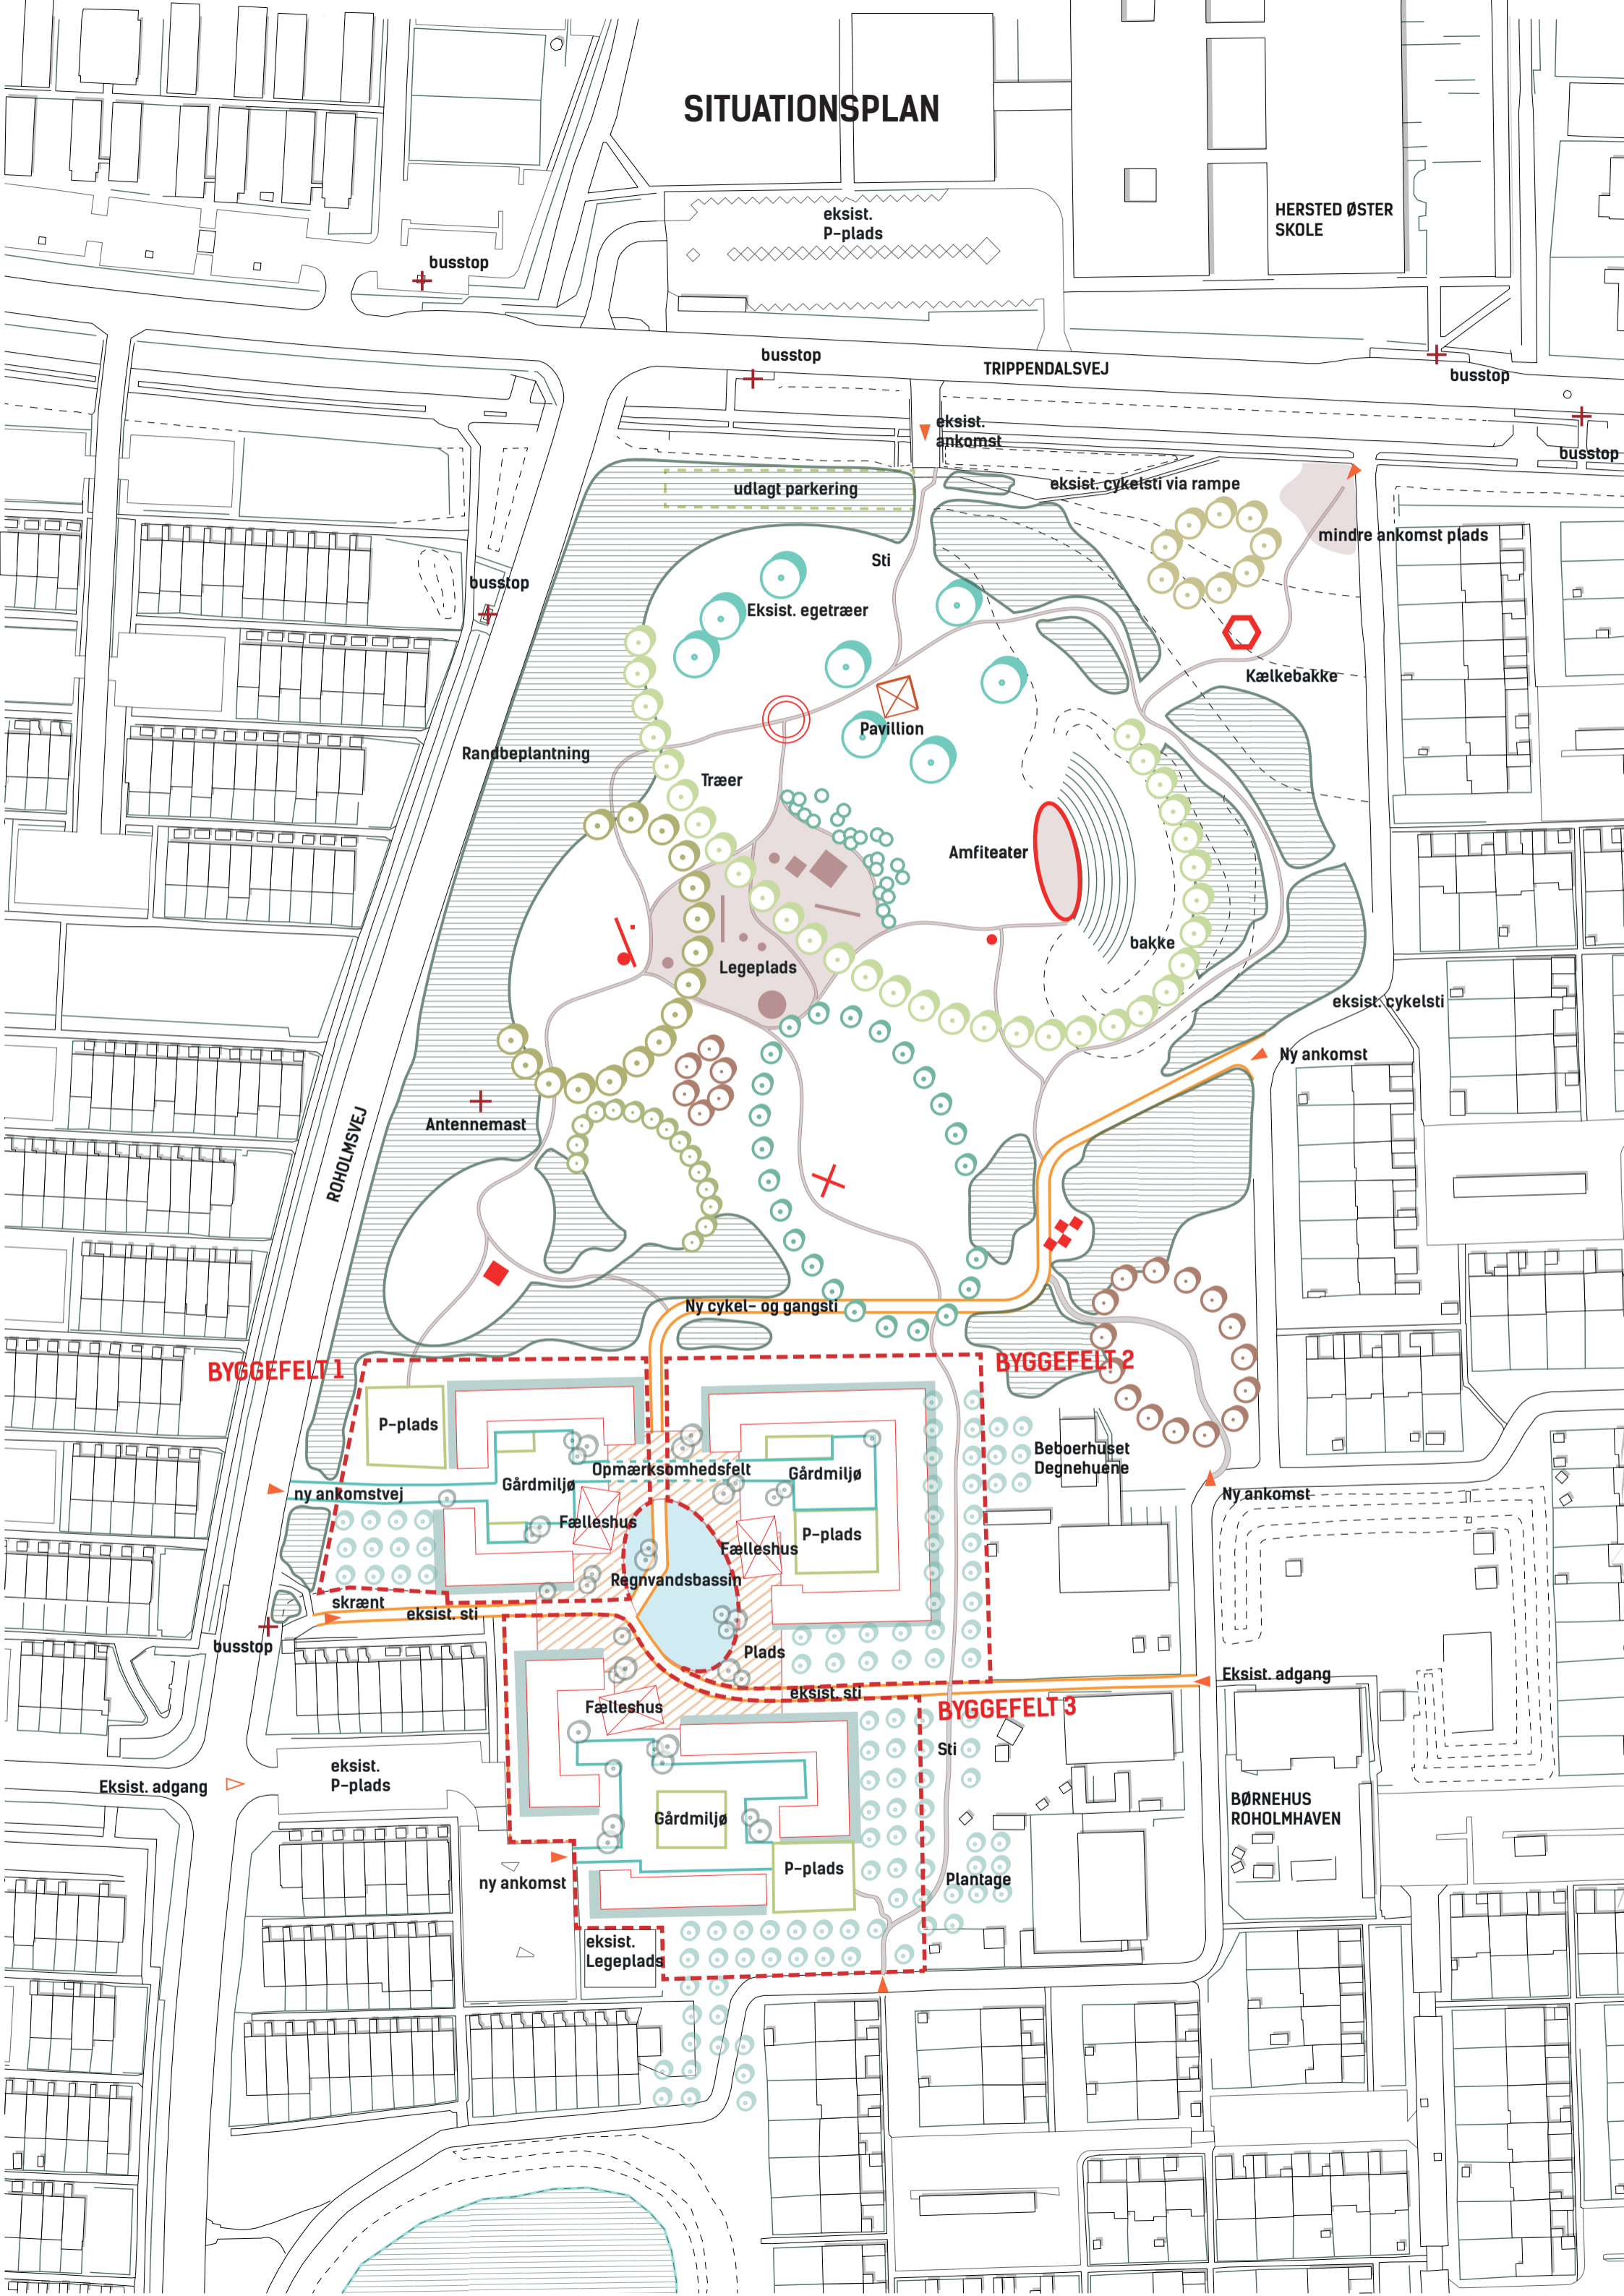 SITUATIONSPLAN
eksist.
P-plads
HERSTED ØSTER
SKOLE
busstop
busstop
TRIPPENDALSVEJ
busstop
eksist.
ankomst
busstop
udlagt parkering
eksist. cykelsti via rampe
mindre ankomst plads
Sti
busstop
Eksist. egetræer
Kælkebakke
Pavillion
Randbeplantning
Træer
Amfiteater
bakke
Legeplads
eksist. cykelsti
Ny ankomst
Antennemast
ROHOLMSVEJ
Ny cykel- og gangsti
BYGGEFELT 1
BYGGEFELT 2
P-plads
Beboerhuset
Degnehuene
Opmærksomhedsfelt
Gårdmiljø
Gårdmiljø
ny ankomstvej
Ny ankomst
Fælleshus
P-plads
Fælleshus
Regnvandsbassin
skrænt
eksist. sti
busstop
Plads
Eksist. adgang
eksist. sti
Fælleshus
BYGGEFELT 3
Sti
eksist.
P-plads
Eksist. adgang
BØRNEHUS
ROHOLMHAVEN
Gårdmiljø
P-plads
ny ankomst
Plantage
eksist.
Legeplads